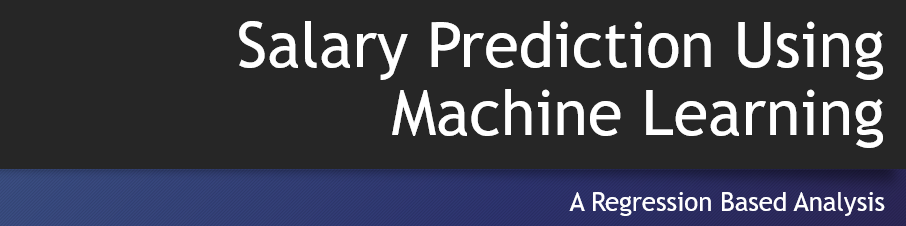 Salary Prediction Using
Machine Learning
A Regression Based Analysis